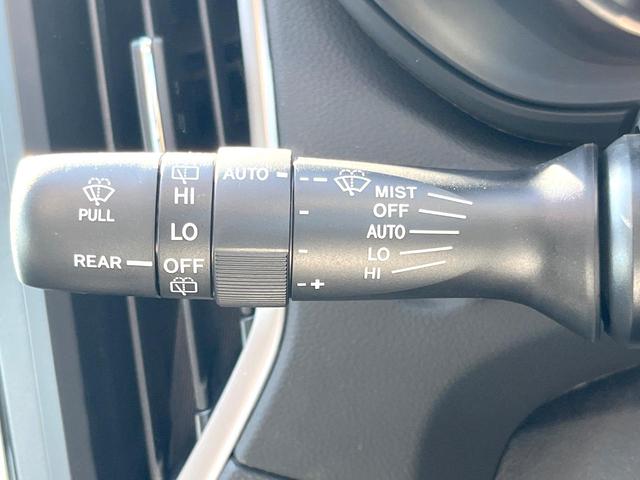 PULL
REAR
HI
LO
OFF
AUTO
- +
MIST
OFF
AUTO
LO
HI